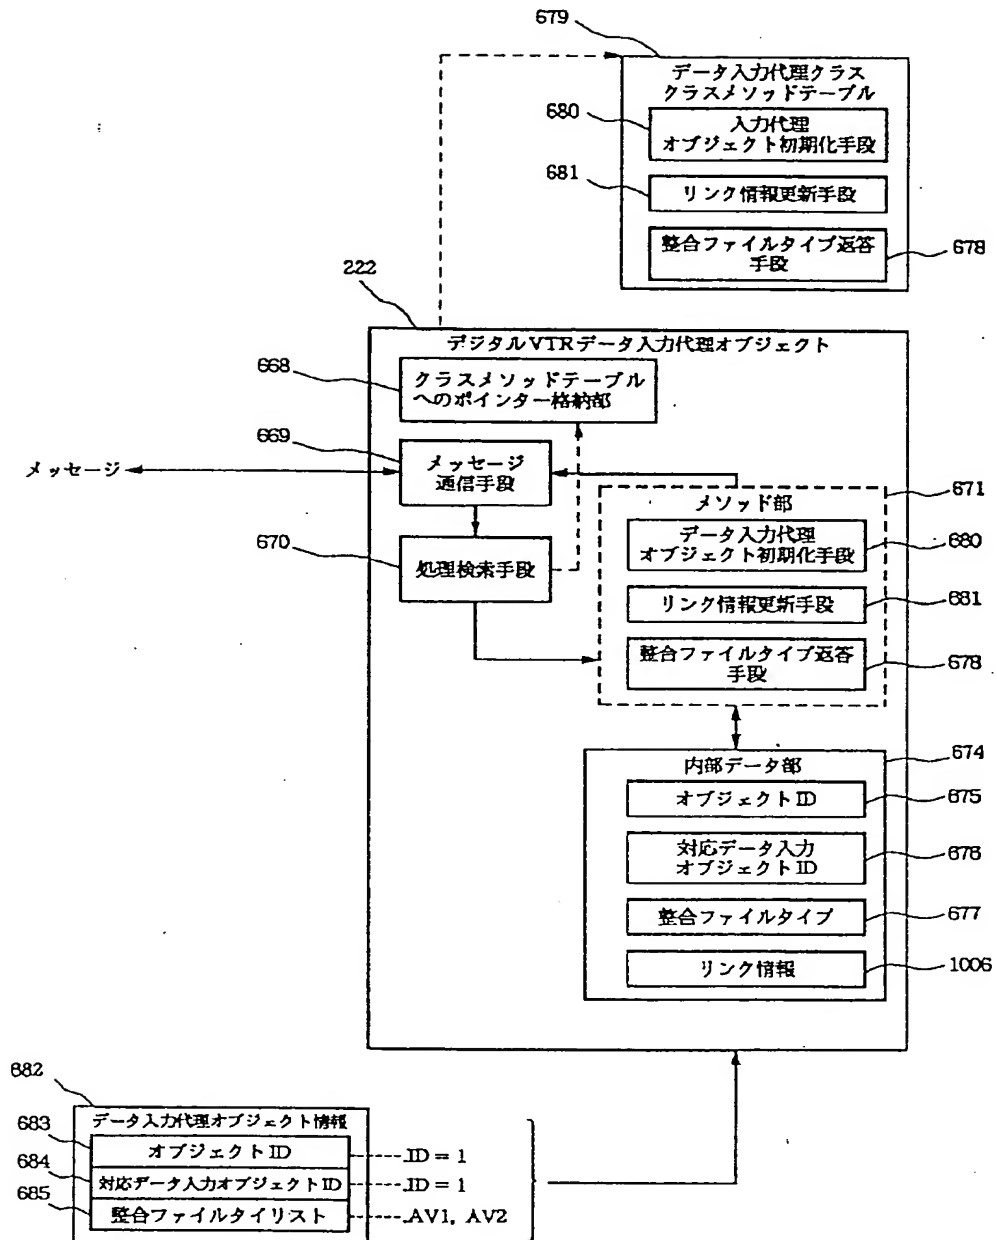 679
データ入力代理クラス
クラスメソッドテーブル
680
入力代理
オブジェクト初期化手段
681
リンク情報更新手段
整合ファイルタイプ返答
手段
678
222
デジタルVTRデータ入力代理オブジェクト
668
クラスメソッドテーブル
へのポインター格納部
669
メッセージ
メッセージ
通信手段
671
メソッド部
670
処理検索手段
データ入力代理
オブジェクト初期化手段
680
リンク情報更新手段
681
整合ファイルタイプ返答
手段
678
674
内部データ部
オブジェクトID
675
対応データ入力
オブジェクトID
676
整合ファイルタイプ
677
リンク情報
1006
682
データ入力代理オブジェクト情報
683
オブジェクトID
ID = 1
684
対応データ入力オブジェクトID
ID = 1
685
整合ファイルタイリスト
AV1, AV2